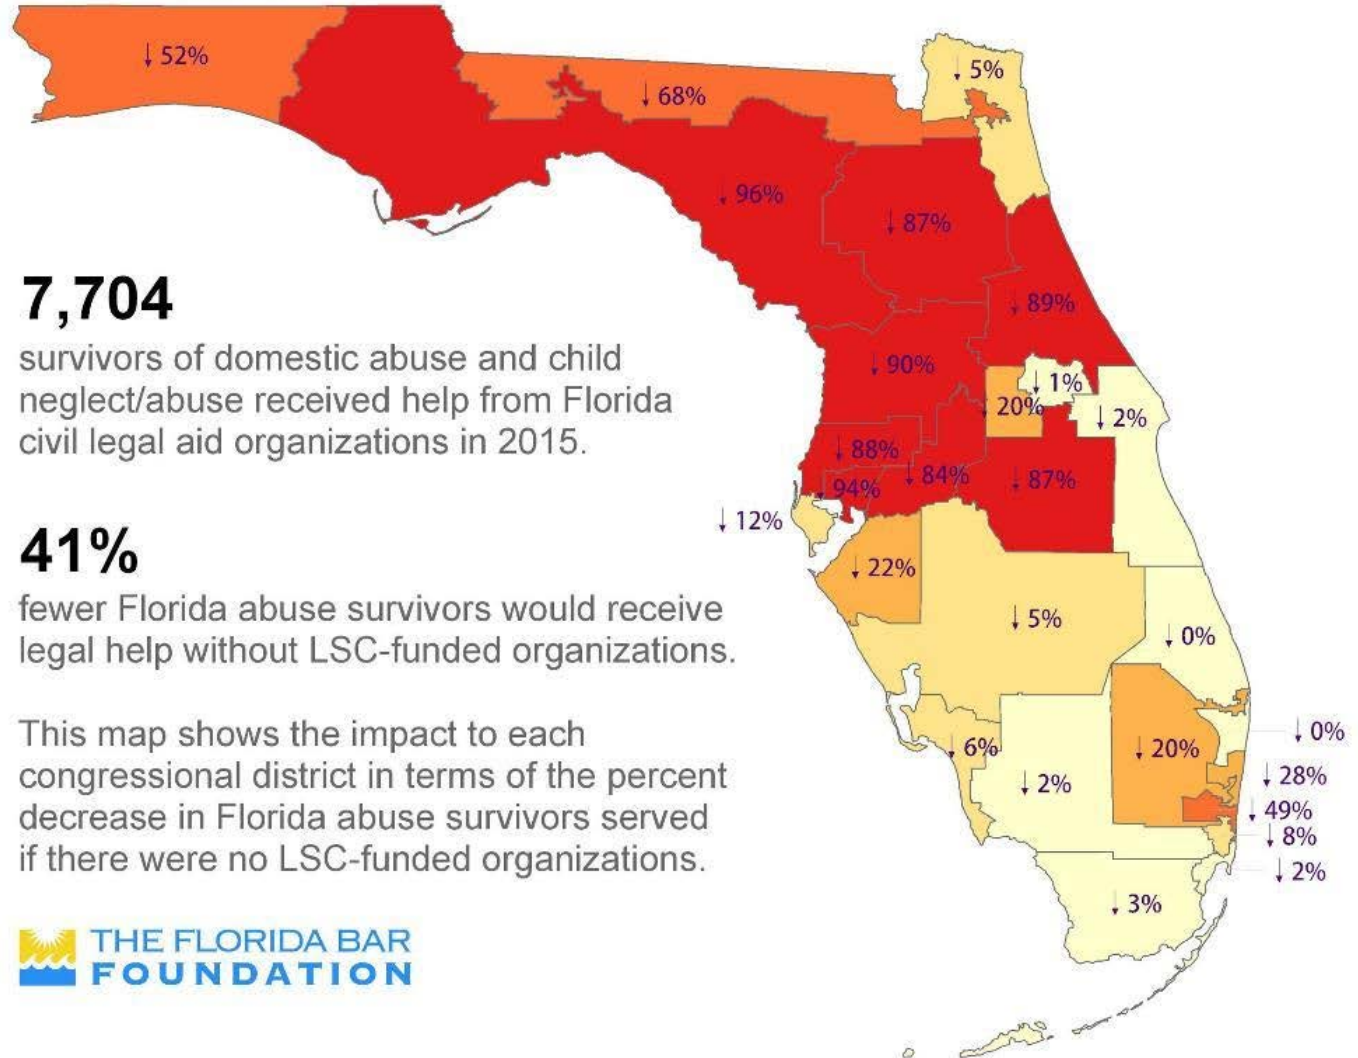 ↓ 52%
↓ 68%
↓ 5%
↓ 96%
↓ 87%
↓ 89%
↓ 90%
↓ 1%
↓ 20%
↓ 2%
↓ 88%
↓ 84%
↓ 87%
↓ 94%
↓ 12%
↓ 22%
↓ 5%
↓ 0%
↓ 6%
↓ 2%
↓ 20%
↓ 0%
↓ 28%
↓ 49%
↓ 8%
↓ 2%
↓ 3%
7,704
survivors of domestic abuse and child
neglect/abuse received help from Florida
civil legal aid organizations in 2015.
41%
fewer Florida abuse survivors would receive
legal help without LSC-funded organizations.
This map shows the impact to each
congressional district in terms of the percent
decrease in Florida abuse survivors served
if there were no LSC-funded organizations.
THE FLORIDA BAR
FOUNDATION